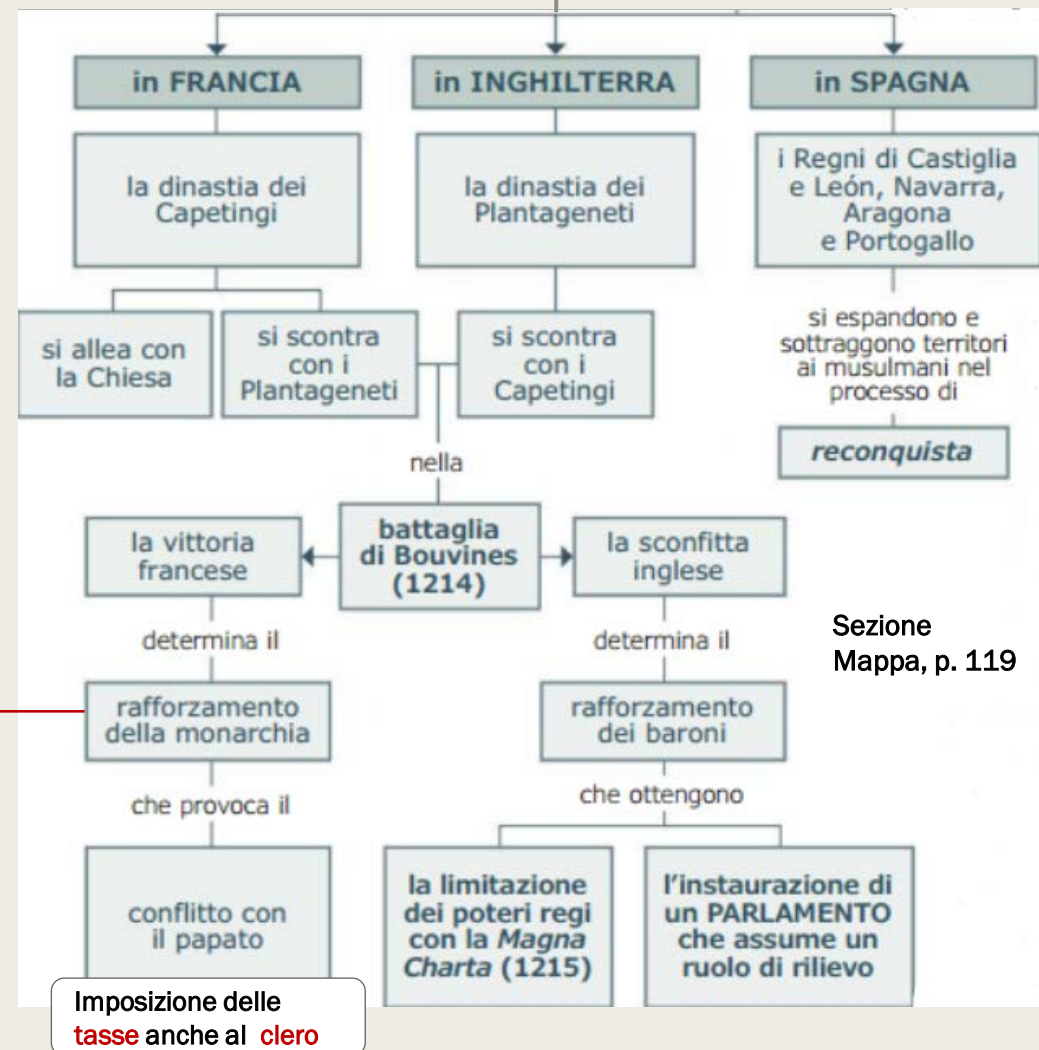 in FRANCIA
in INGHILTERRA
in SPAGNA
la dinastia dei
Capetingi
la dinastia dei
Plantageneti
i Regni di Castiglia
e León, Navarra,
Aragona
e Portogallo
si allea con
la Chiesa
si scontra
con i
Plantageneti
si scontra
con i
Capetingi
si espandono e
sottraggono territori
ai musulmani nel
processo di
reconquista
nella
la vittoria
francese
battaglia
di Bouvines
(1214)
la sconfitta
inglese
determina il
determina il
Sezione
Mappa, p. 119
rafforzamento
della monarchia
rafforzamento
dei baroni
che provoca il
che ottengono
conflitto con
il papato
la limitazione
dei poteri regi
con la Magna
Charta (1215)
l'instaurazione di
un PARLAMENTO
che assume un
ruolo di rilievo
Imposizione delle
tasse anche al clero